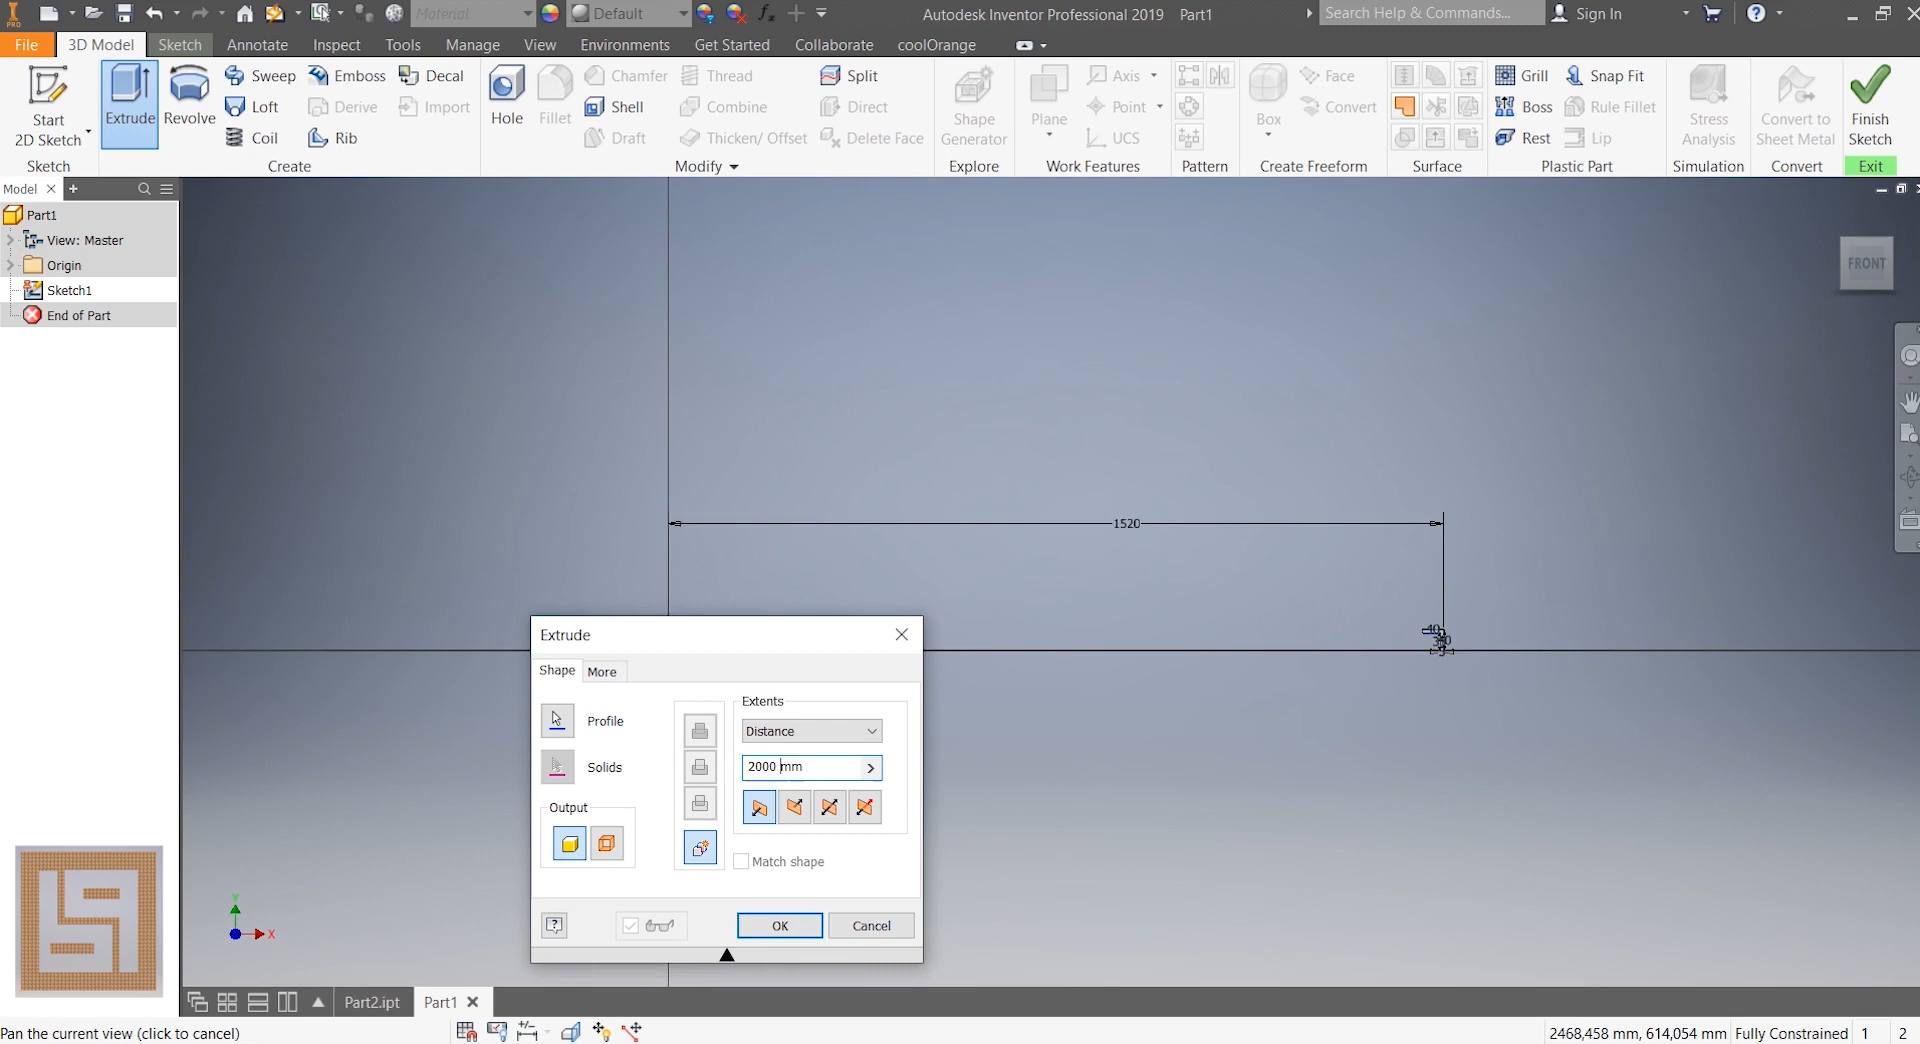 Material
Default
Autodesk Inventor Professional 2019 Part1
Search Help & Commands...
Sign In
File
3D Model
Sketch
Annotate
Inspect
Tools
Manage
View
Environments
Get Started
Collaborate
coolOrange
Start
2D Sketch
Extrude
Revolve
Sweep
Emboss
Decal
Loft
Derive
Import
Coil
Rib
Hole
Fillet
Chamfer
Thread
Split
Shell
Combine
Direct
Draft
Thicken/ Offset
Delete Face
Shape
Generator
Plane
Axis
Point
UCS
Box
Face
Convert
Grill
Snap Fit
Boss
Rule Fillet
Rest
Lip
Stress
Analysis
Convert to
Sheet Metal
Finish
Sketch
Sketch
Create
Modify
Explore
Work Features
Pattern
Create Freeform
Surface
Plastic Part
Simulation
Convert
Exit
Model
Part1
View: Master
Origin
Sketch1
End of Part
FRONT
1520
40
Extrude
Shape
More
Profile
Solids
Output
Extents
Distance
2000 mm
Match shape
OK
Cancel
Y
X
Part2.ipt
Part1
Pan the current view (click to cancel)
2468,458 mm, 614,054 mm
Fully Constrained
1
2